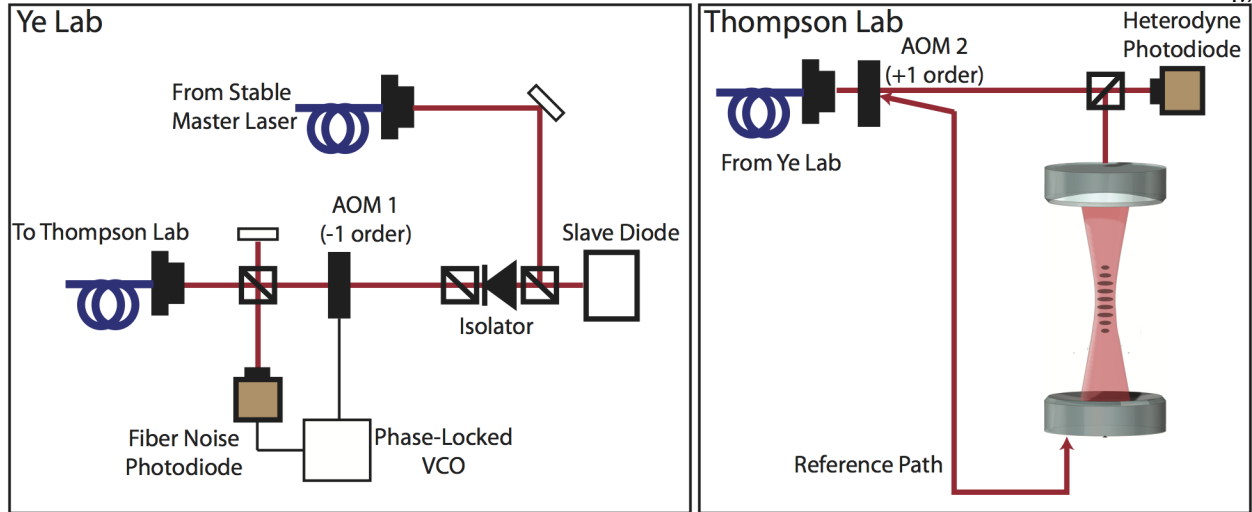 Ye Lab
From Stable
Master Laser
AOM 1
(-1 order)
To Thompson Lab
Slave Diode
Isolator
Fiber Noise
Photodiode
Phase-Locked
VCO
Thompson Lab
AOM 2
(+1 order)
Heterodyne
Photodiode
From Ye Lab
Reference Path